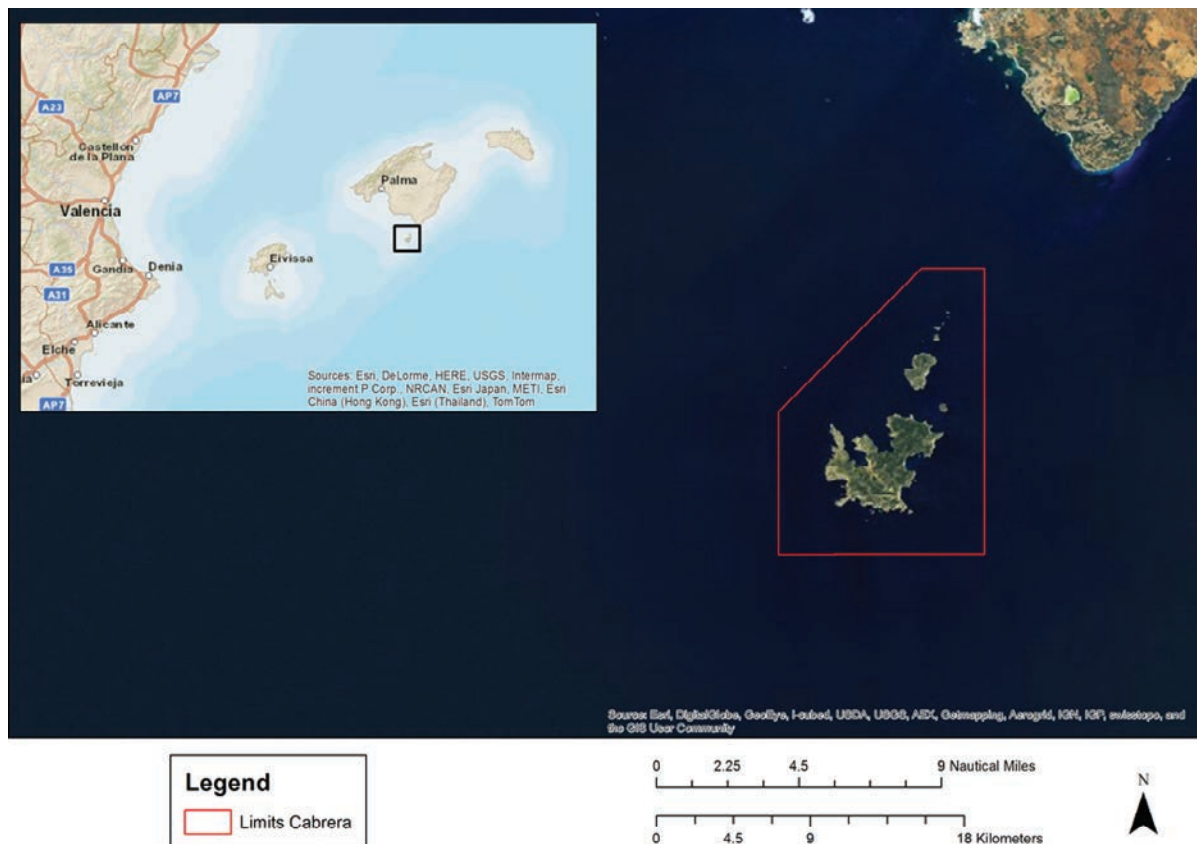 A23
AP7
Castellón
de la Plana
Palma
Valencia
Eivissa
A35
Gandia
Denia
A31
Alicante
Elche
ia
Torrevieja
AP7
Sources: Esri, DeLorme, HERE, USGS, Intermap,
increment P Corp., NRCAN, Esri Japan, METI, Esri
China (Hong Kong), Esri (Thailand), TomTom
Source: Esri, DigitalGlobe, GeoEye, i-cubed, USDA, USGS, AEX, Getmapping, Aerogrid, IGN, IGP, swisstopo, and
the GIS User Community
Legend
Limits Cabrera
0 2.25 4.5 9 Nautical Miles
0 4.5 9 18 Kilometers
N